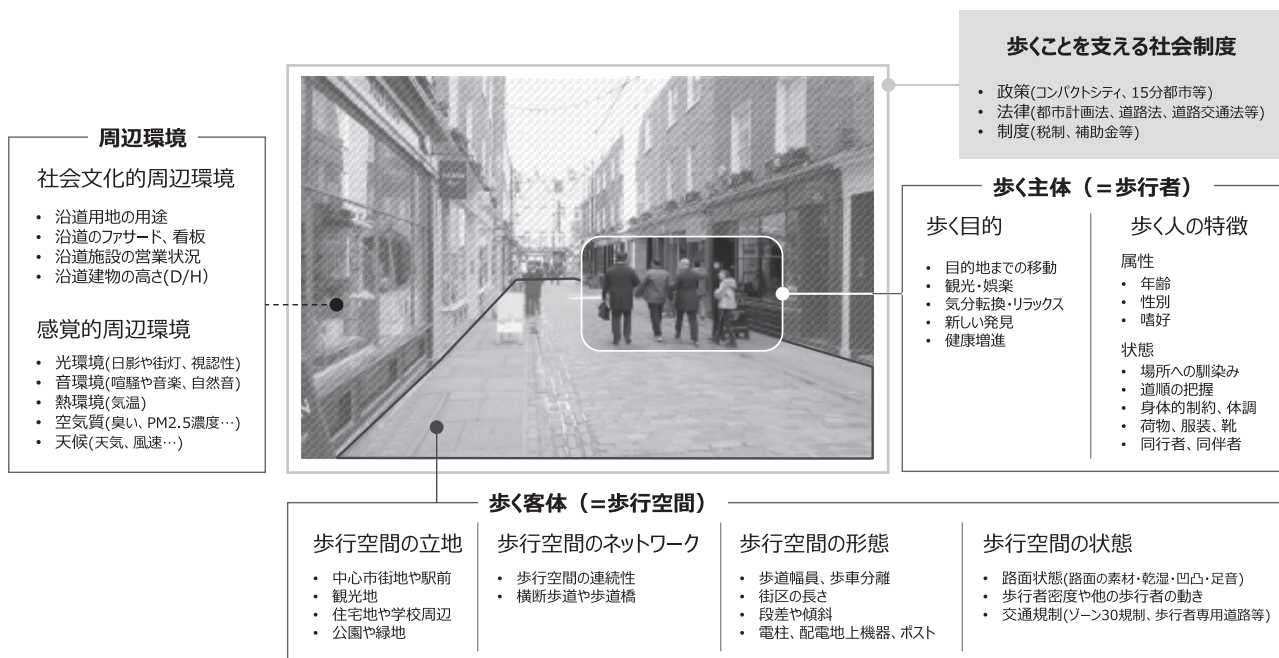 歩くことを支える社会制度
• 政策(コンパクトシティ、15分都市等)
• 法律(都市計画法、道路法、道路交通法等)
• 制度(税制、補助金等)
周辺環境
社会文化的周辺環境
• 沿道用地の用途
• 沿道のファサード、看板
• 沿道施設の営業状況
• 沿道建物の高さ(D/H)
感覚的周辺環境
• 光環境(日影や街灯、視認性)
• 音環境(喧騒や音楽、自然音)
• 熱環境(気温)
• 空気質(臭い、PM2.5濃度…)
• 天候(天気、風速…)
歩く主体（=歩行者）
歩く目的
• 目的地までの移動
• 観光・娯楽
• 気分転換・リラックス
• 新しい発見
• 健康増進
歩く人の特徴
属性
• 年齢
• 性別
• 嗜好
状態
• 場所への馴染み
• 道順の把握
• 身体的制約、体調
• 荷物、服装、靴
• 同行者、同伴者
歩く客体（=歩行空間）
歩行空間の立地
• 中心市街地や駅前
• 観光地
• 住宅地や学校周辺
• 公園や緑地
歩行空間のネットワーク
• 歩行空間の連続性
• 横断歩道や歩道橋
歩行空間の形態
• 歩道幅員、歩車分離
• 街区の長さ
• 段差や傾斜
• 電柱、配電地上機器、ポスト
歩行空間の状態
• 路面状態(路面の素材・乾湿・凹凸・足音)
• 歩行者密度や他の歩行者の動き
• 交通規制(ゾーン30規制、歩行者専用道路等)